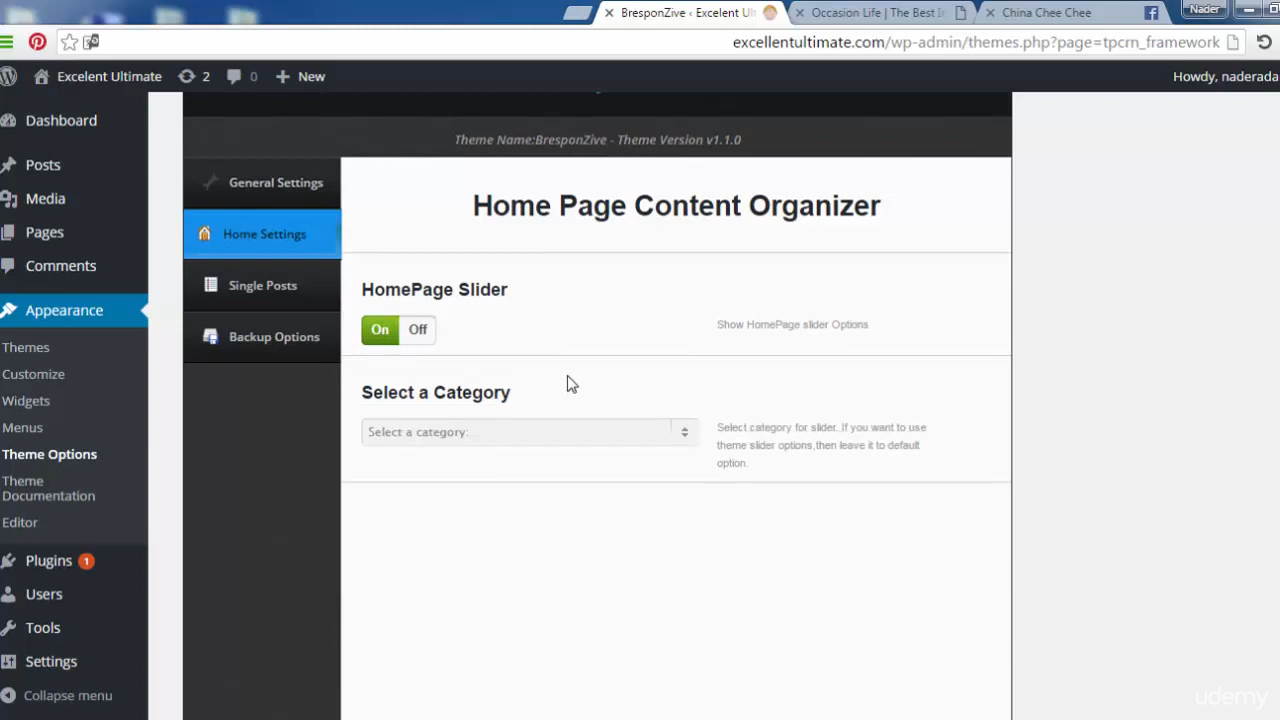 BresponZive ‹ Excelent Ulti
Occasion Life | The Best I
China Chee Chee
Nader
excellentultimate.com/wp-admin/themes.php?page=tpcrn_framework
Excelent Ultimate
2
0
New
Howdy, naderada
Dashboard
Posts
Media
Pages
Comments
Appearance
Themes
Customize
Widgets
Menus
Theme Options
Theme
Documentation
Editor
Plugins 1
Users
Tools
Settings
Collapse menu
Theme Name:BresponZive - Theme Version v1.1.0
General Settings
Home Settings
Single Posts
Backup Options
Home Page Content Organizer
HomePage Slider
On Off
Show HomePage slider Options
Select a Category
Select a category:
Select category for slider. If you want to use
theme slider options,then leave it to default
option.
udemy